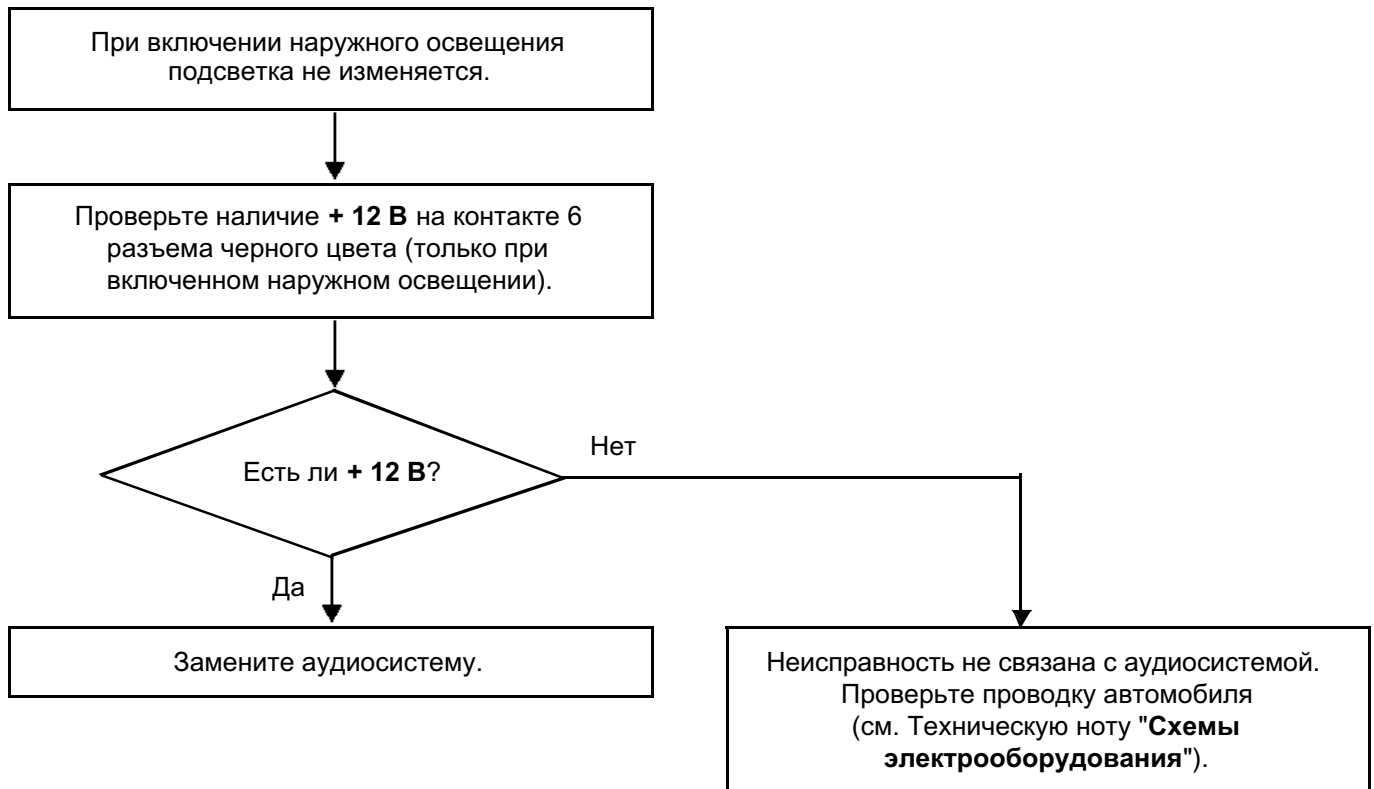 При включении наружного освещения
подсветка не изменяется.
Проверьте наличие + 12 В на контакте 6
разъема черного цвета (только при
включенном наружном освещении).
Есть ли + 12 В?
Нет
Да
Замените аудиосистему.
Неисправность не связана с аудиосистемой.
Проверьте проводку автомобиля
(см. Техническую ноту "Схемы
электрооборудования").